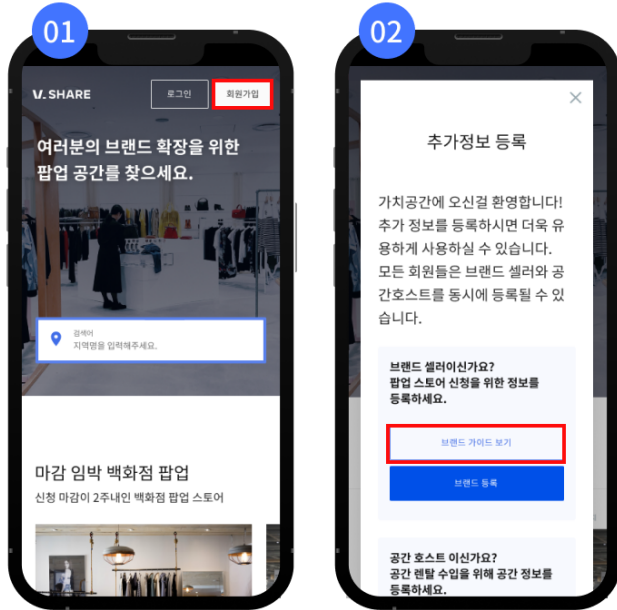 01
V. SHARE
로그인
회원가입
여러분의 브랜드 확장을 위한
팝업 공간를 찾으세요.
검색어
지역명을 입력해주세요.
마감 임박 백화점 팝업
신청 마감이 2주내인 백화점 팝업 스토어
02
추가정보 등록
가치공간에 오신걸 환영합니다!
추가 정보를 등록하시면 더욱 유
용하게 사용하실 수 있습니다.
모든 회원들은 브랜드 셀러와 공
간호스트를 동시에 등록될 수 있
습니다.
브랜드 셀러이신가요?
팝업 스토어 신청을 위한 정보를
등록하세요.
브랜드 가이드 보기
브랜드 등록
공간 호스트 이신가요?
공간 렌탈 수입을 위해 공간 정보를
등록하세요.